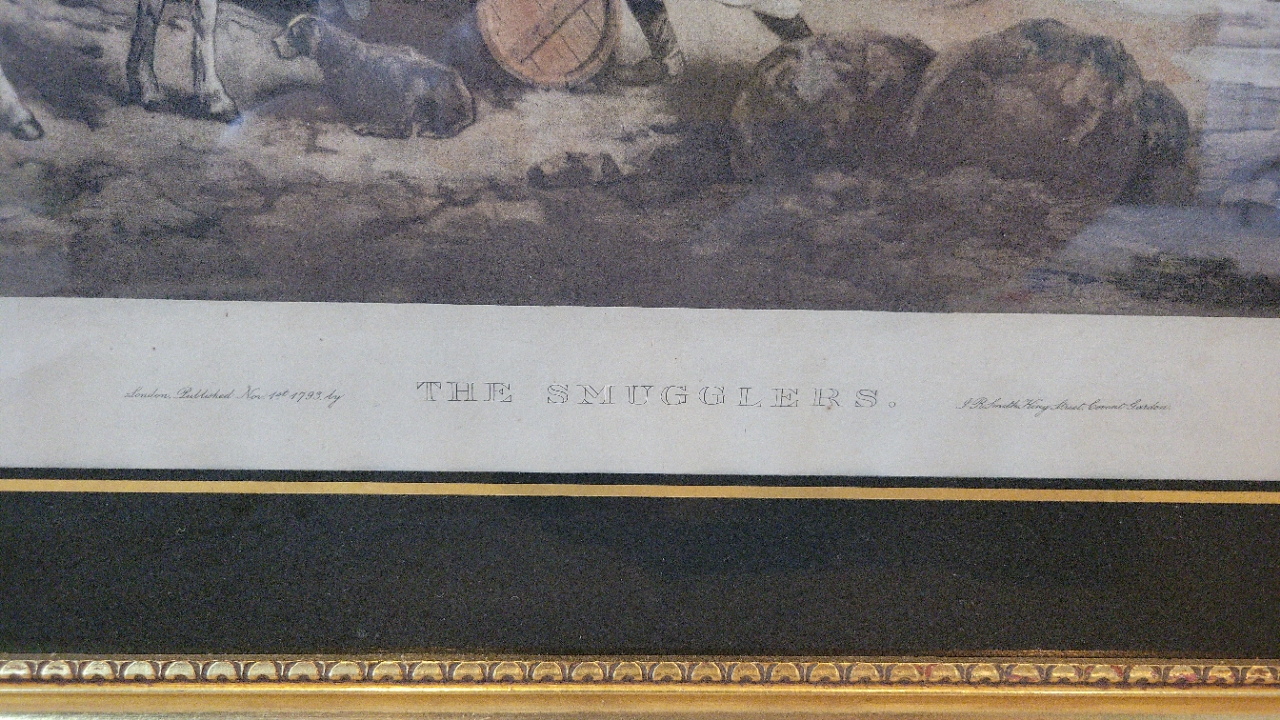 London, Published Nov. 1st 1793, by THE SMUGGLERS. J.R. Smith, King Street, Covent Garden.